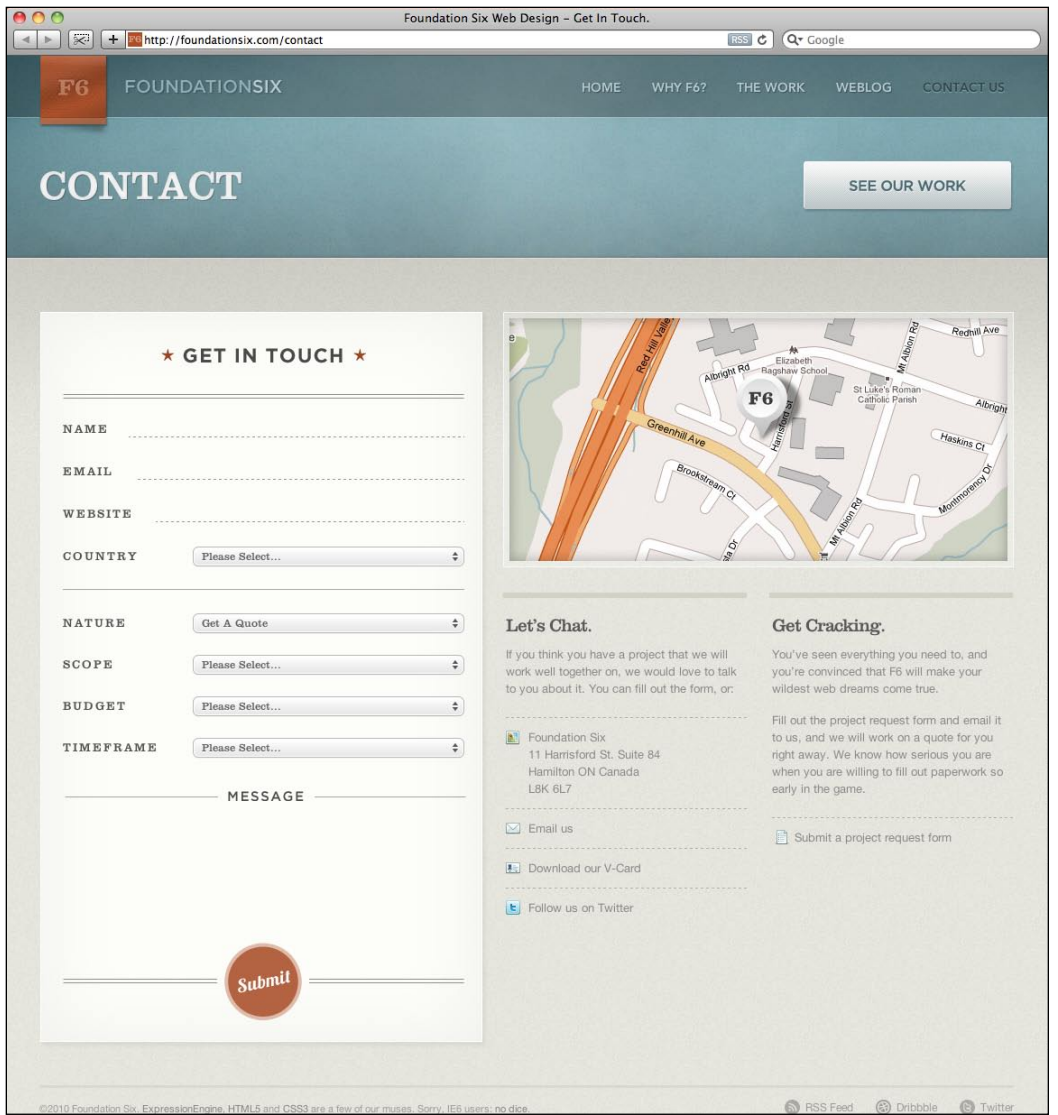 Foundation Six Web Design – Get In Touch.
F6 http://foundationsix.com/contact RSS Google
F6 FOUNDATIONSIX HOME WHY F6? THE WORK WEBLOG CONTACT US
CONTACT SEE OUR WORK
★ GET IN TOUCH ★
NAME
EMAIL
WEBSITE
COUNTRY Please Select...
NATURE Get A Quote
SCOPE Please Select...
BUDGET Please Select...
TIMEFRAME Please Select...
MESSAGE
Submit
e
Red Hill Valle
Albright Rd
Elizabeth
Bagshaw School
F6
Harrisford St
Greenhill Ave
Brookstream Ct
St Luke's Roman
Catholic Parish
Mt Albion Rd
Redhill Ave
Albright
Haskins Ct
Montmorency Dr
Mt Albion Rd
sta Dr
Let's Chat.
If you think you have a project that we will
work well together on, we would love to talk
to you about it. You can fill out the form, or:
Foundation Six
11 Harrisford St. Suite 84
Hamilton ON Canada
L8K 6L7
Email us
Download our V-Card
Follow us on Twitter
Get Cracking.
You've seen everything you need to, and
you're convinced that F6 will make your
wildest web dreams come true.
Fill out the project request form and email it
to us, and we will work on a quote for you
right away. We know how serious you are
when you are willing to fill out paperwork so
early in the game.
Submit a project request form
©2010 Foundation Six. ExpressionEngine, HTML5 and CSS3 are a few of our muses. Sorry, IE6 users: no dice.
RSS Feed Dribbble Twitter